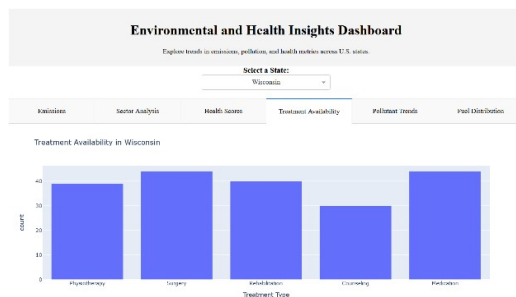 Environmental and Health Insights Dashboard
Explore trends in emissions, pollution, and health metrics across U.S. states.
Select a State:
Wisconsin
Emissions Sector Analysis Health Scores Treatment Availability Pollutant Trends Fuel Distribution
Treatment Availability in Wisconsin
40
30
20
10
0
count
Physiotherapy Surgery Rehabilitation Counseling Medication
Treatment Type